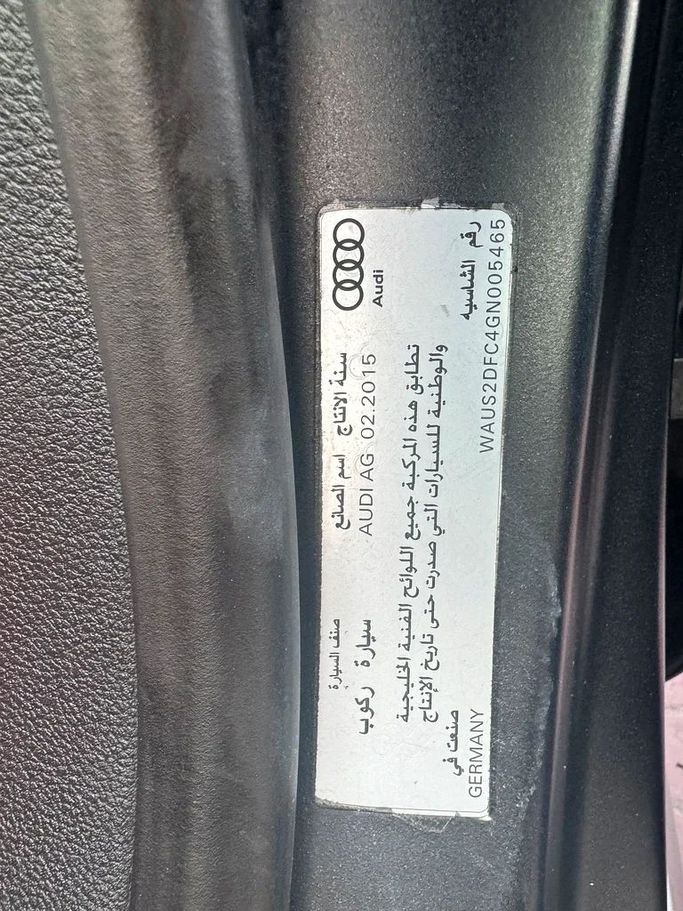 Audi
صنف السيارة
سيارة ركوب
اسم الصانع
AUDI AG
سنة الانتاج
02.2015
تطابق هذه المركبة جميع اللوائح الفنية الخليجية
والوطنية للسيارات التي صدرت حتى تاريخ الإنتاج
صنعت في
GERMANY
رقم الشاسيه
WAUS2DFC4GN005465